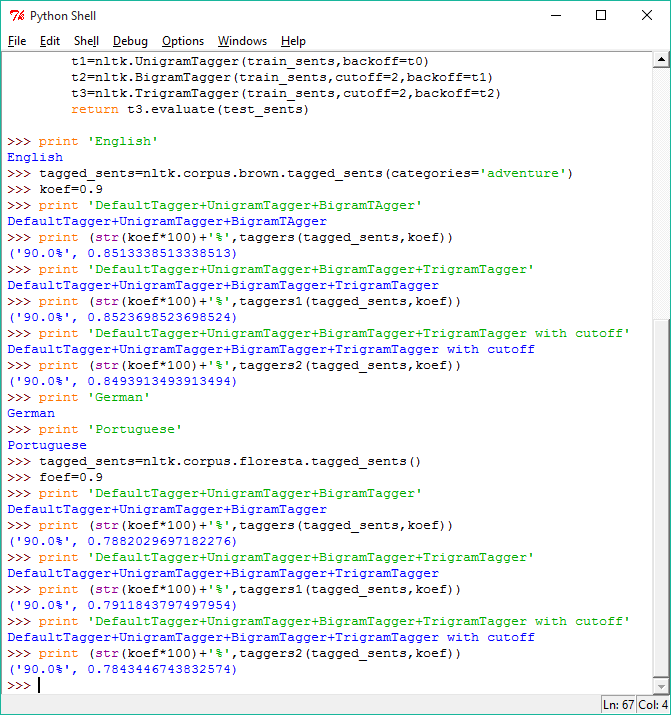 Python Shell
File Edit Shell Debug Options Windows Help
t1=nltk.UnigramTagger(train_sents,backoff=t0)
t2=nltk.BigramTagger(train_sents,cutoff=2,backoff=t1)
t3=nltk.TrigramTagger(train_sents,cutoff=2,backoff=t2)
return t3.evaluate(test_sents)
>>> print 'English'
English
>>> tagged_sents=nltk.corpus.brown.tagged_sents(categories='adventure')
>>> koef=0.9
>>> print 'DefaultTagger+UnigramTagger+BigramTAgger'
DefaultTagger+UnigramTagger+BigramTAgger
>>> print (str(koef*100)+'%',taggers(tagged_sents,koef))
('90.0%', 0.8513338513338513)
>>> print 'DefaultTagger+UnigramTagger+BigramTagger+TrigramTagger'
DefaultTagger+UnigramTagger+BigramTagger+TrigramTagger
>>> print (str(koef*100)+'%',taggers1(tagged_sents,koef))
('90.0%', 0.8523698523698524)
>>> print 'DefaultTagger+UnigramTagger+BigramTagger+TrigramTagger with cutoff'
DefaultTagger+UnigramTagger+BigramTagger+TrigramTagger with cutoff
>>> print (str(koef*100)+'%',taggers2(tagged_sents,koef))
('90.0%', 0.8493913493913494)
>>> print 'German'
German
>>> print 'Portuguese'
Portuguese
>>> tagged_sents=nltk.corpus.floresta.tagged_sents()
>>> foef=0.9
>>> print 'DefaultTagger+UnigramTagger+BigramTagger'
DefaultTagger+UnigramTagger+BigramTagger
>>> print (str(koef*100)+'%',taggers(tagged_sents,koef))
('90.0%', 0.7882029697182276)
>>> print 'DefaultTagger+UnigramTagger+BigramTagger+TrigramTagger'
DefaultTagger+UnigramTagger+BigramTagger+TrigramTagger
>>> print (str(koef*100)+'%',taggers1(tagged_sents,koef))
('90.0%', 0.7911843797497954)
>>> print 'DefaultTagger+UnigramTagger+BigramTagger+TrigramTagger with cutoff'
DefaultTagger+UnigramTagger+BigramTagger+TrigramTagger with cutoff
>>> print (str(koef*100)+'%',taggers2(tagged_sents,koef))
('90.0%', 0.7843446743832574)
>>>
Ln: 67 Col: 4